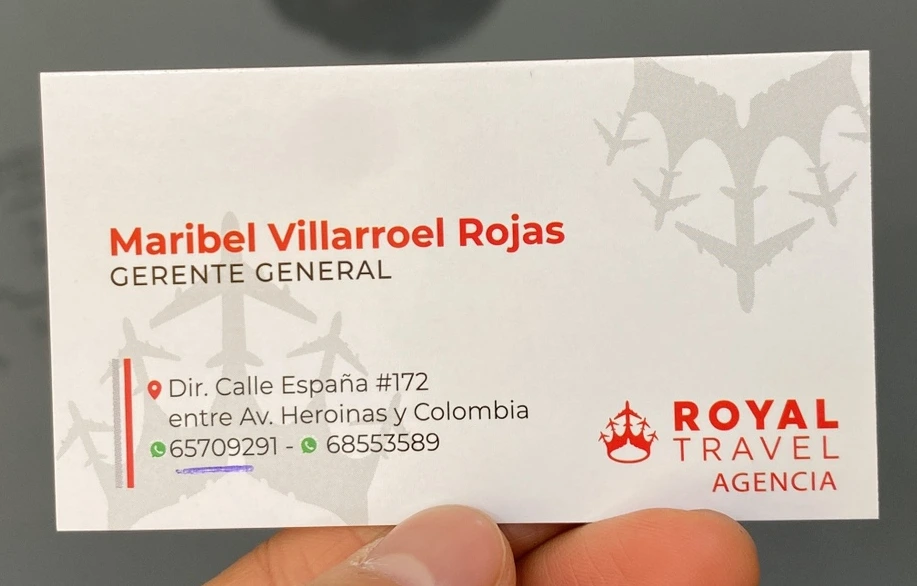 Maribel Villarroel Rojas
GERENTE GENERAL
Dir. Calle España #172
entre Av. Heroinas y Colombia
65709291 - 68553589
ROYAL
TRAVEL
AGENCIA